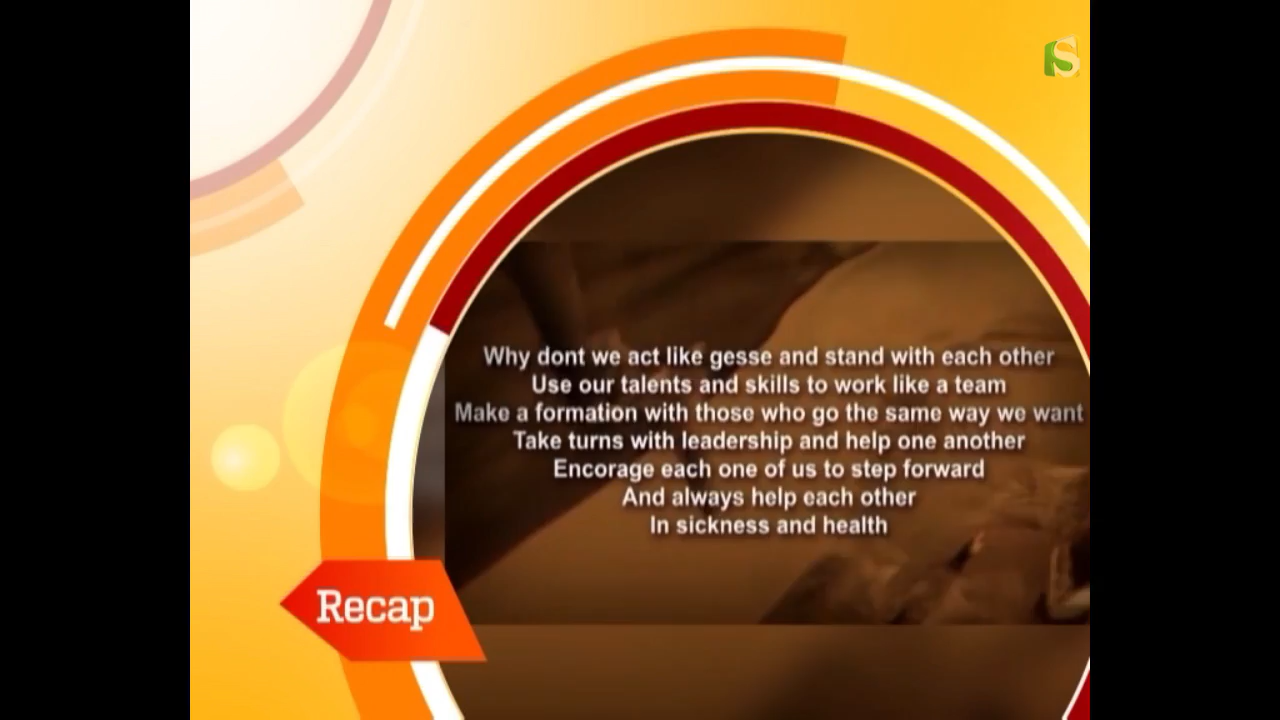 Why dont we act like gesse and stand with each other
Use our talents and skills to work like a team
Make a formation with those who go the same way we want
Take turns with leadership and help one another
Encorage each one of us to step forward
And always help each other
In sickness and health
Recap